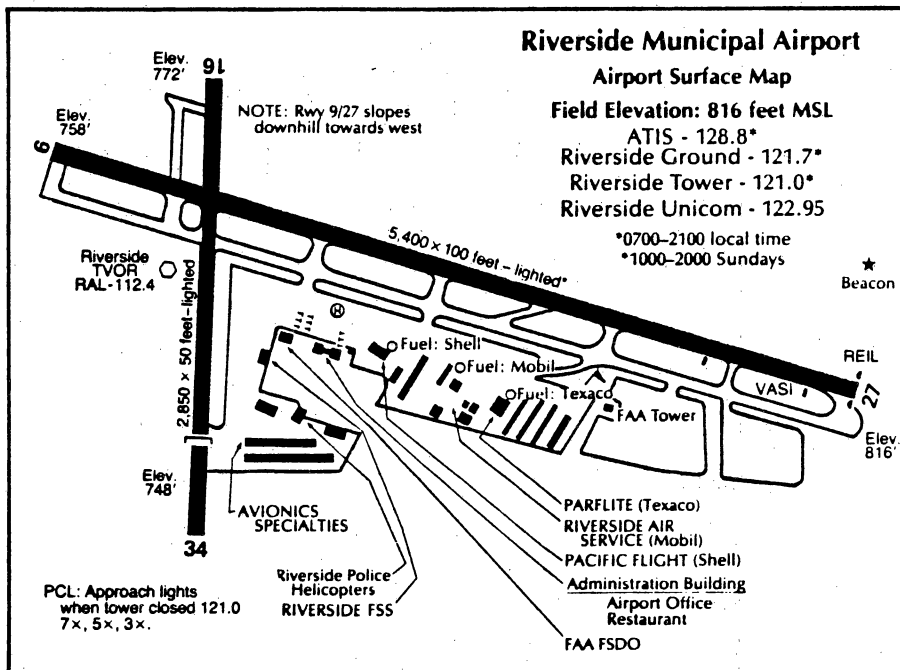 Riverside Municipal Airport
Airport Surface Map
Field Elevation: 816 feet MSL
ATIS - 128.8*
Riverside Ground - 121.7*
Riverside Tower - 121.0*
Riverside Unicom - 122.95
*0700–2100 local time
*1000–2000 Sundays
Elev.
772'
16
NOTE: Rwy 9/27 slopes
downhill towards west
Elev.
758'
9
5,400 × 100 feet – lighted*
Riverside
TVOR
RAL-112.4
2,850 × 50 feet-lighted
Beacon
H
Fuel: Shell
Fuel: Mobil
Fuel: Texaco
REIL
VASI
27
FAA Tower
Elev.
816'
Elev.
748'
34
AVIONICS
SPECIALTIES
PARFLITE (Texaco)
RIVERSIDE AIR
SERVICE (Mobil)
PACIFIC FLIGHT (Shell)
Administration Building
Airport Office
Restaurant
FAA FSDO
Riverside Police
Helicopters
RIVERSIDE FSS
PCL: Approach lights
when tower closed 121.0
7×, 5×, 3×.